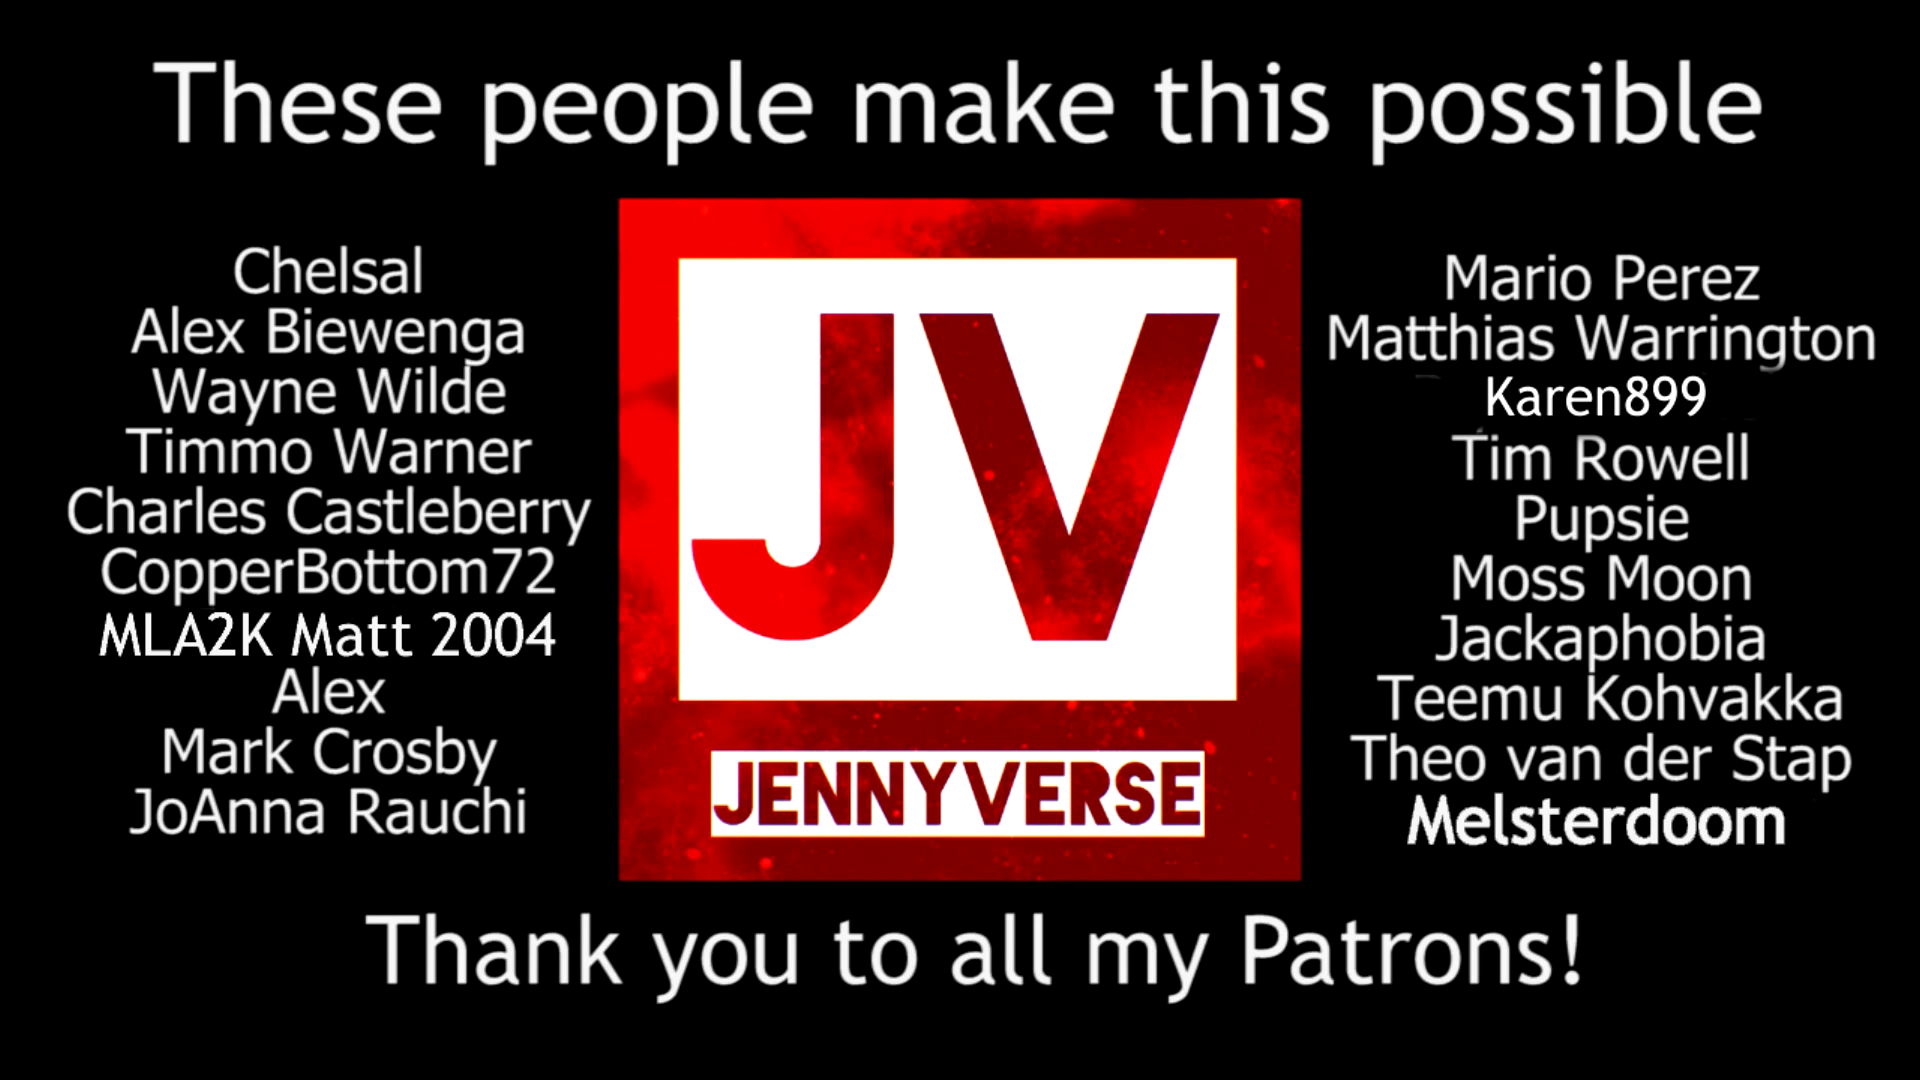 These people make this possible
Chelsal
Alex Biewenga
Wayne Wilde
Timmo Warner
Charles Castleberry
CopperBottom72
MLA2K Matt 2004
Alex
Mark Crosby
JoAnna Rauchi
JV
JENNYVERSE
Mario Perez
Matthias Warrington
Karen899
Tim Rowell
Pupsie
Moss Moon
Jackaphobia
Teemu Kohvakka
Theo van der Stap
Melsterdoom
Thank you to all my Patrons!